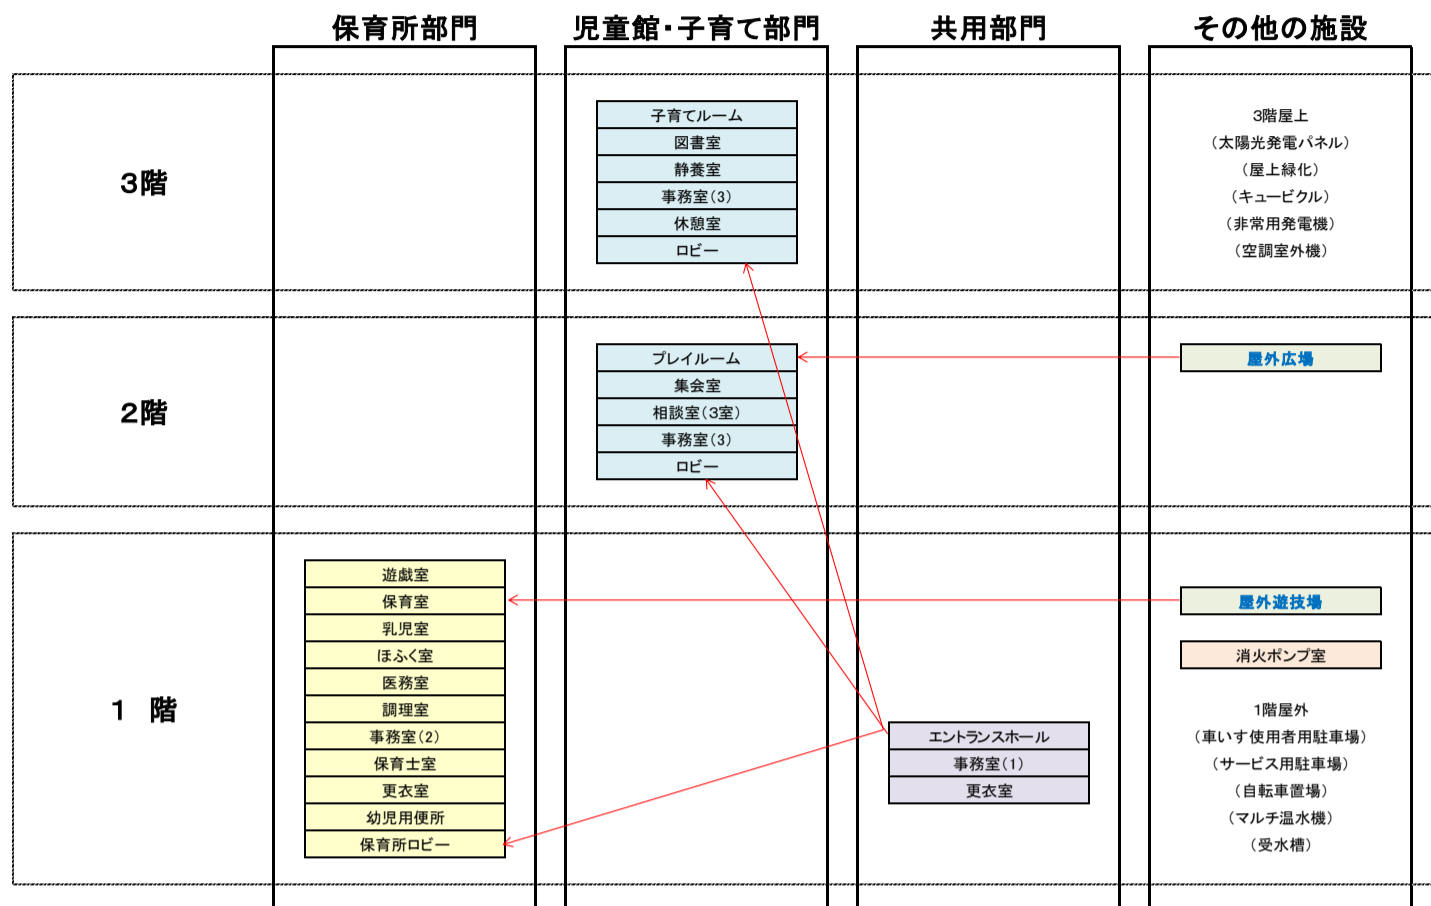 保育所部門
児童館・子育て部門
共用部門
その他の施設
3階
子育てルーム
図書室
静養室
事務室(3)
休憩室
ロビー
3階屋上
(太陽光発電パネル)
(屋上緑化)
(キュービクル)
(非常用発電機)
(空調室外機)
2階
プレイルーム
集会室
相談室(3室)
事務室(3)
ロビー
屋外広場
1 階
遊戯室
保育室
乳児室
ほふく室
医務室
調理室
事務室(2)
保育士室
更衣室
幼児用便所
保育所ロビー
エントランスホール
事務室(1)
更衣室
屋外遊技場
消火ポンプ室
1階屋外
(車いす使用者用駐車場)
(サービス用駐車場)
(自転車置場)
(マルチ温水機)
(受水槽)